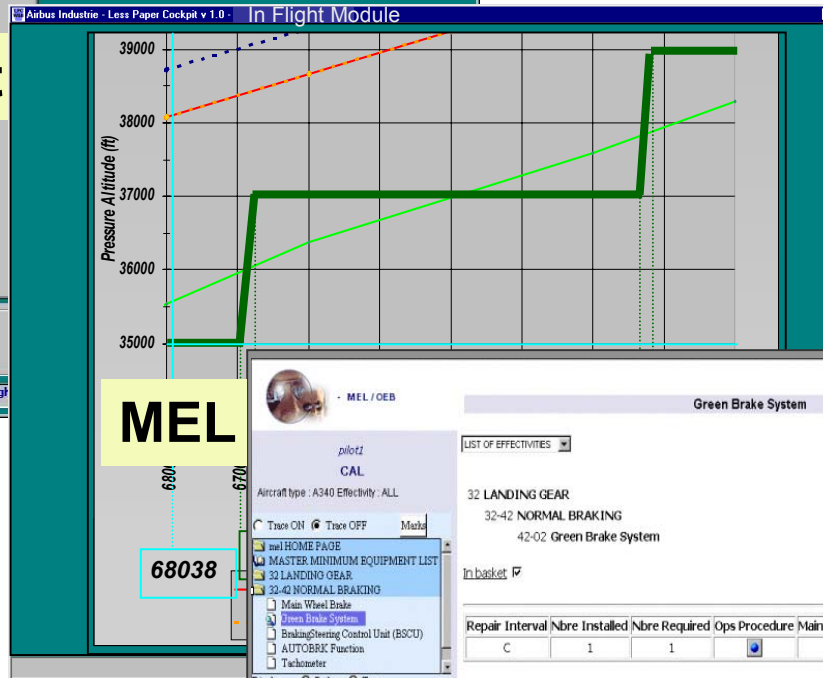 Airbus Industrie - Less Paper Cockpit v 1.0 - In Flight Module
39000
38000
37000
36000
35000
Pressure Altitude (ft)
MEL
68038
- MEL / OEB
Green Brake System
pilot1
CAL
Aircraft type : A340 Effectivity : ALL
Trace ON Trace OFF Marks
mel HOME PAGE
MASTER MINIMUM EQUIPMENT LIST
32 LANDING GEAR
32-42 NORMAL BRAKING
Main Wheel Brake
Green Brake System
BrakingSteering Control Unit (BSCU)
AUTOBRK Function
Tachometer
LIST OF EFFECTIVITIES
32 LANDING GEAR
32-42 NORMAL BRAKING
42-02 Green Brake System
In basket
Repair Interval Nbre Installed Nbre Required Ops Procedure Main
C 1 1